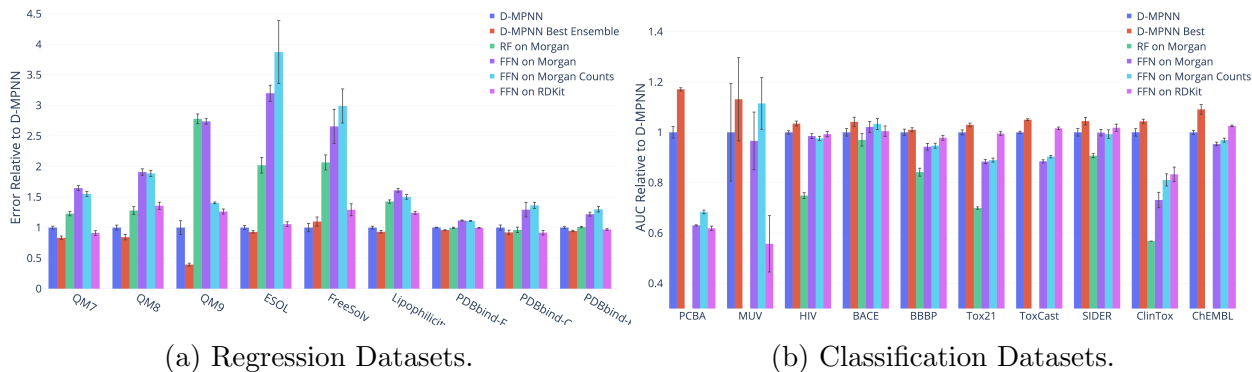 4.5
4
3.5
3
2.5
2
1.5
1
0.5
0
Error Relative to D-MPNN
D-MPNN
D-MPNN Best Ensemble
RF on Morgan
FFN on Morgan
FFN on Morgan Counts
FFN on RDKit
QM7
QM8
QM9
ESOL
FreeSolv
Lipophilicit
PDBbind-F
PDBbind-C
PDBbind-
(a) Regression Datasets.
1.4
1.2
1
0.8
0.6
0.4
AUC Relative to D-MPNN
D-MPNN
D-MPNN Best
RF on Morgan
FFN on Morgan
FFN on Morgan Counts
FFN on RDKit
PCBA
MUV
HIV
BACE
BBBP
Tox21
ToxCast
SIDER
ClinTox
ChEMBL
(b) Classification Datasets.